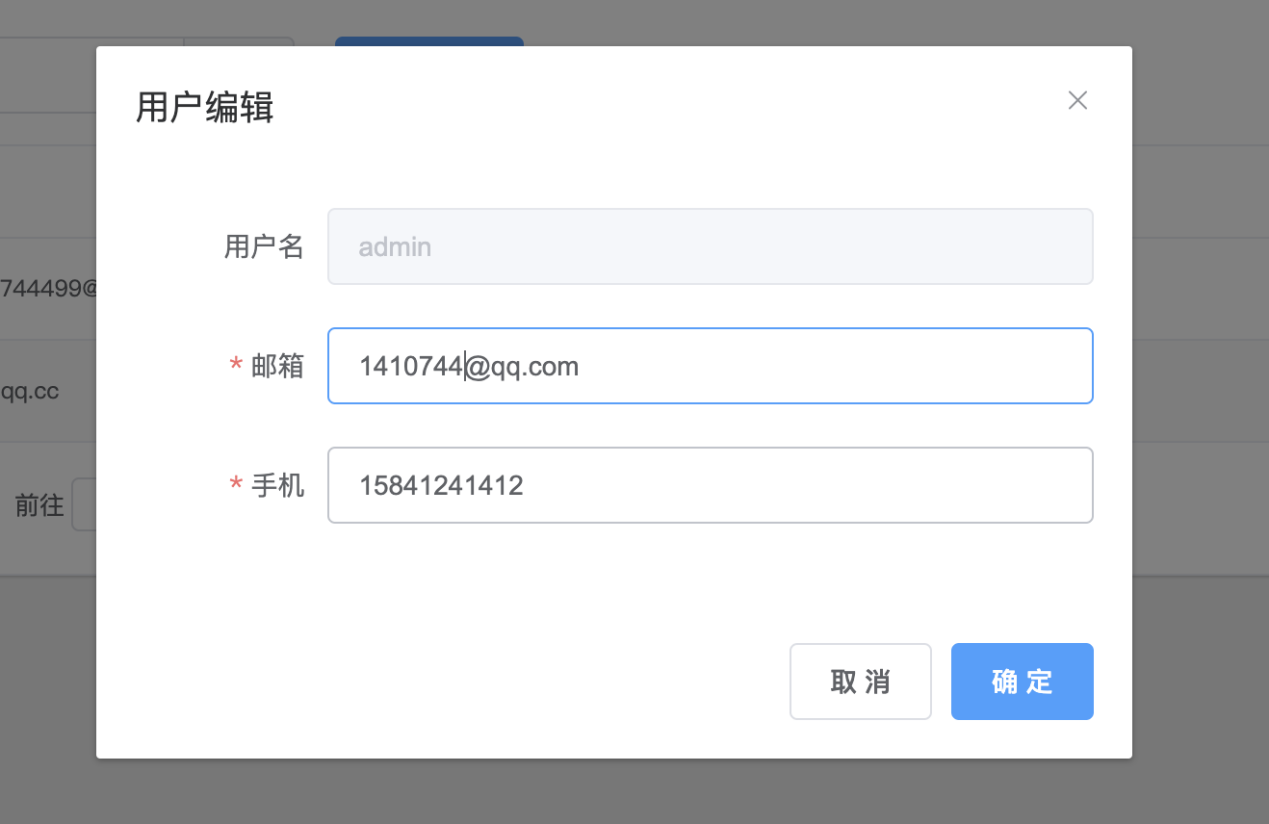 用户编辑
用户名 admin
744499@
* 邮箱 1410744@qq.com
qq.cc
* 手机 15841241412
前往
取 消 确 定